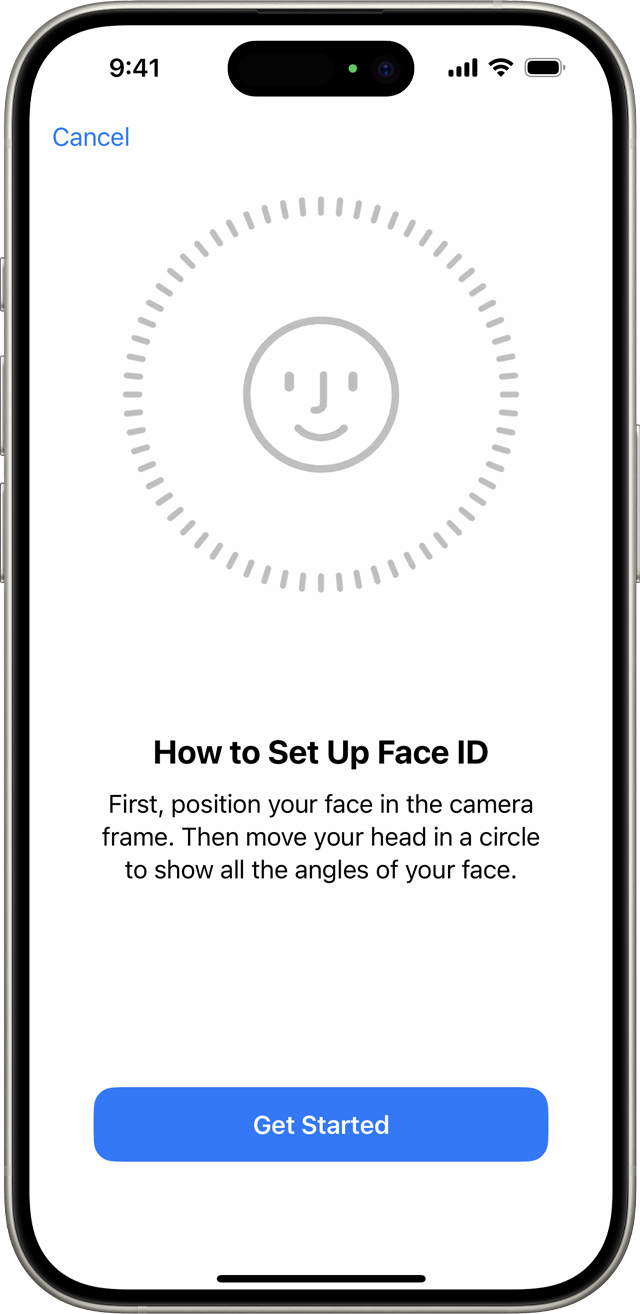 9:41
Cancel
How to Set Up Face ID
First, position your face in the camera
frame. Then move your head in a circle
to show all the angles of your face.
Get Started